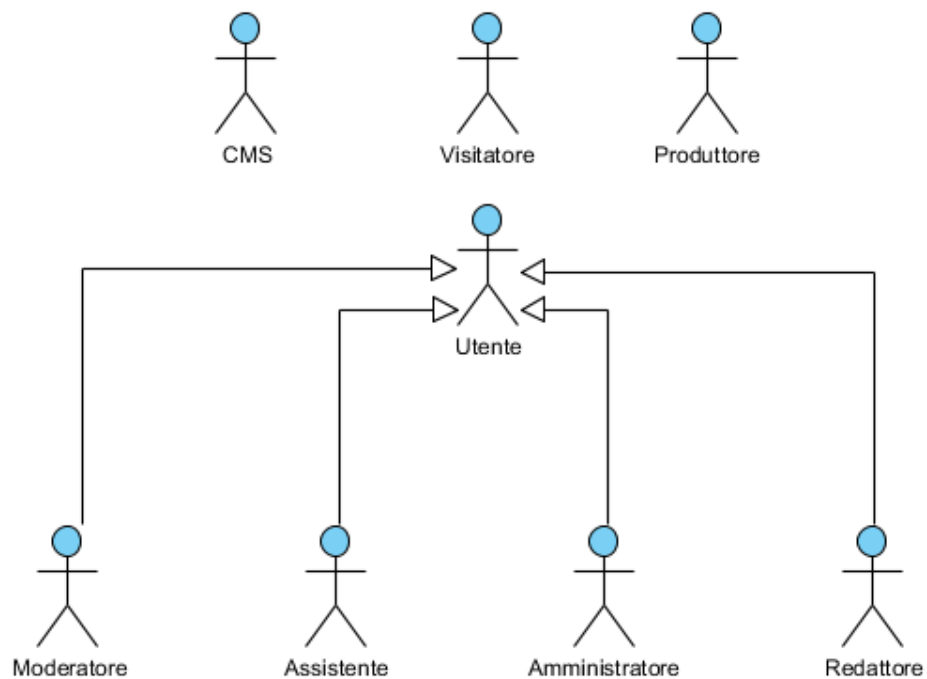 CMS
Visitatore
Produttore
Utente
Moderatore
Assistente
Amministratore
Redattore